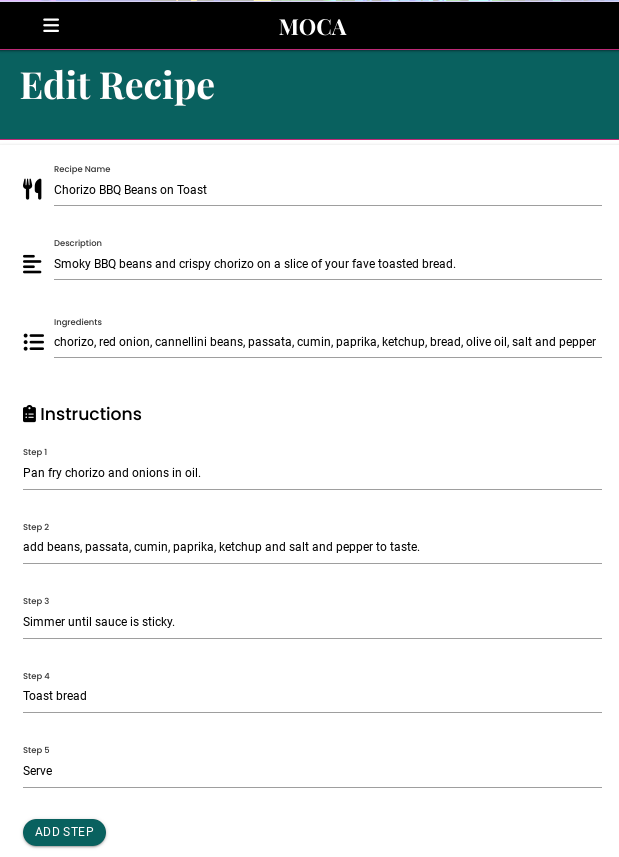 MOCA
Edit Recipe
Recipe Name
Chorizo BBQ Beans on Toast
Description
Smoky BBQ beans and crispy chorizo on a slice of your fave toasted bread.
Ingredients
chorizo, red onion, cannellini beans, passata, cumin, paprika, ketchup, bread, olive oil, salt and pepper
Instructions
Step 1
Pan fry chorizo and onions in oil.
Step 2
add beans, passata, cumin, paprika, ketchup and salt and pepper to taste.
Step 3
Simmer until sauce is sticky.
Step 4
Toast bread
Step 5
Serve
ADD STEP